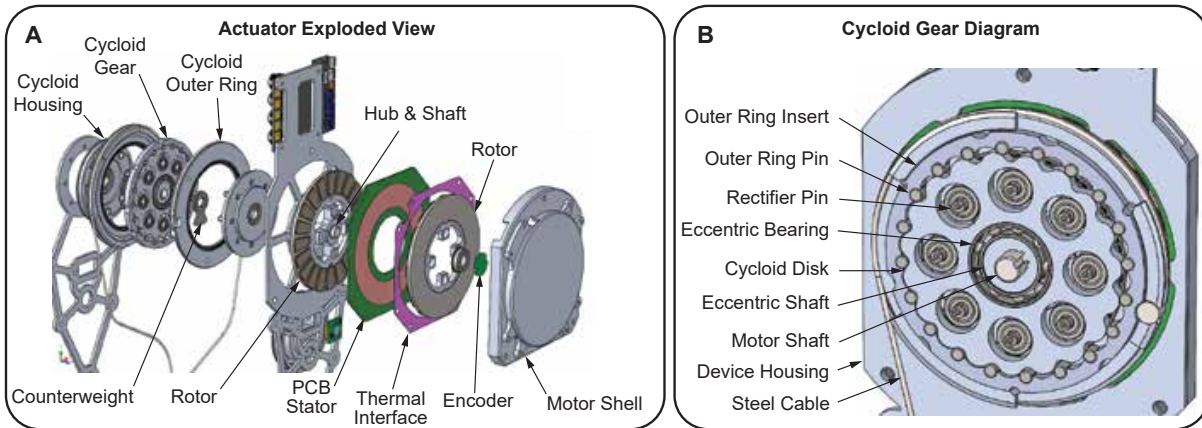 A
Actuator Exploded View
Cycloid
Gear
Cycloid
Housing
Cycloid
Outer Ring
Hub & Shaft
Rotor
Counterweight
Rotor
PCB
Stator
Thermal
Interface
Encoder
Motor Shell
B
Cycloid Gear Diagram
Outer Ring Insert
Outer Ring Pin
Rectifier Pin
Eccentric Bearing
Cycloid Disk
Eccentric Shaft
Motor Shaft
Device Housing
Steel Cable